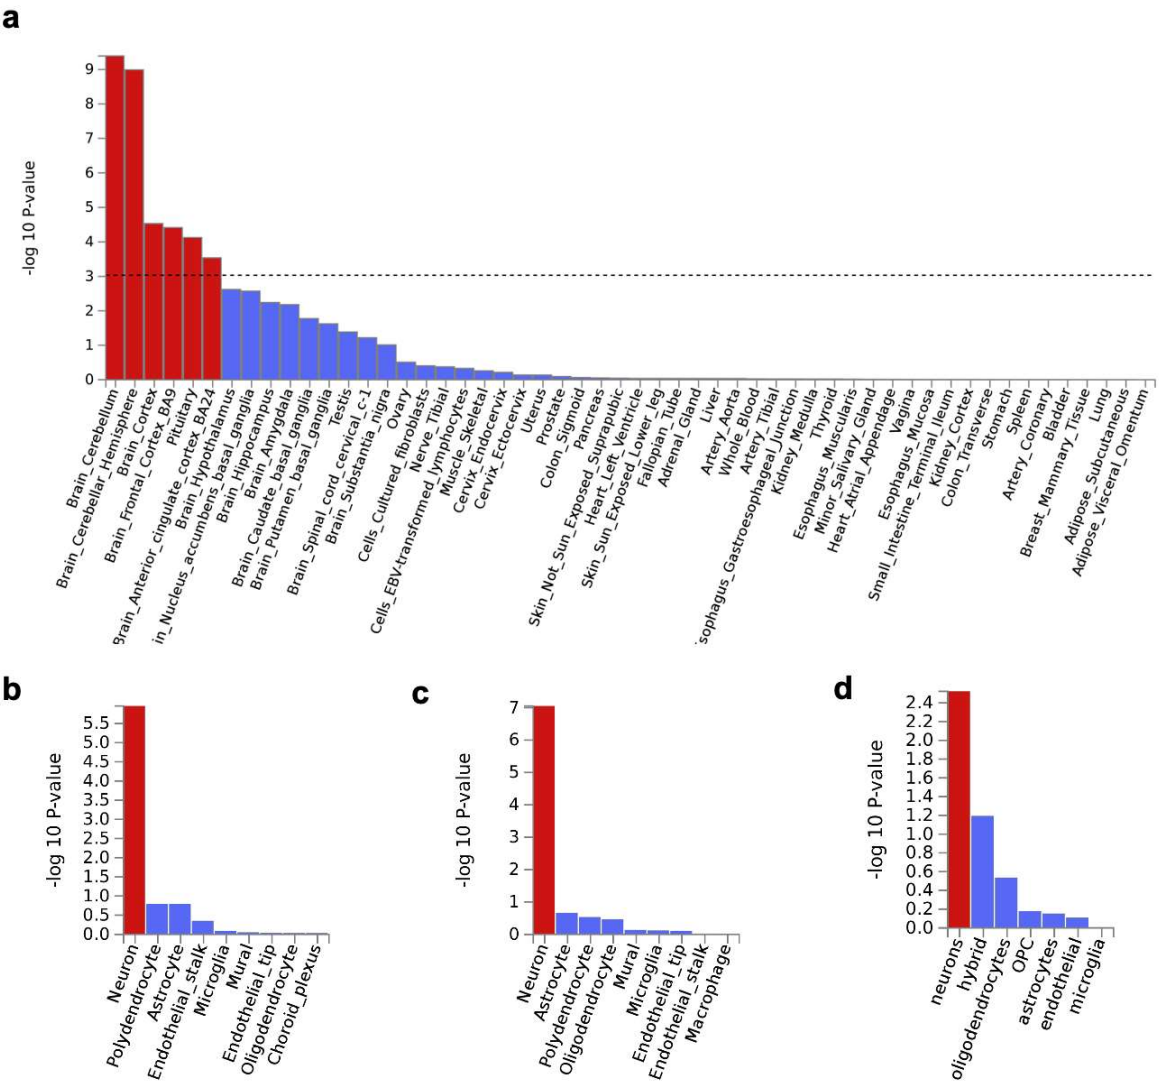 a
-log 10 P-value
9
8
7
6
5
4
3
2
1
0
Brain_Cerebellum
Brain_Cerebellar_Hemisphere
Brain_Cortex
Brain_Frontal_Cortex_BA9
Pituitary
Brain_Anterior_cingulate_cortex_BA24
Brain_Hypothalamus
in_Nucleus_accumbens_basal_ganglia
Brain_Hippocampus
Brain_Amygdala
Brain_Caudate_basal_ganglia
Brain_Putamen_basal_ganglia
Testis
Brain_Spinal_cord_cervical_c-1
Brain_Substantia_nigra
Ovary
Cells_Cultured_fibroblasts
Nerve_Tibial
Cells_EBV-transformed_lymphocytes
Muscle_Skeletal
Cervix_Endocervix
Cervix_Ectocervix
Uterus
Prostate
Colon_Sigmoid
Pancreas
Skin_Not_Sun_Exposed_Suprapubic
Heart_Left_Ventricle
Skin_Sun_Exposed_Lower_leg
Fallopian_Tube
Adrenal_Gland
Liver
Artery_Aorta
Whole_Blood
Artery_Tibial
Esophagus_Gastroesophageal_Junction
Kidney_Medulla
Thyroid
Esophagus_Muscularis
Minor_Salivary_Gland
Heart_Atrial_Appendage
Vagina
Esophagus_Mucosa
Small_Intestine_Terminal_Ileum
Kidney_Cortex
Colon_Transverse
Stomach
Spleen
Artery_Coronary
Bladder
Breast_Mammary_Tissue
Lung
Adipose_Subcutaneous
Adipose_Visceral_Omentum
b
-log 10 P-value
5.5
5.0
4.5
4.0
3.5
3.0
2.5
2.0
1.5
1.0
0.5
0.0
Neuron
Polydendrocyte
Astrocyte
Endothelial_stalk
Microglia
Mural
Endothelial_tip
Oligodendrocyte
Choroid_plexus
c
-log 10 P-value
7
6
5
4
3
2
1
0
Neuron
Astrocyte
Polydendrocyte
Oligodendrocyte
Mural
Microglia
Endothelial_tip
Endothelial_stalk
Macrophage
d
-log 10 P-value
2.4
2.2
2.0
1.8
1.6
1.4
1.2
1.0
0.8
0.6
0.4
0.2
0.0
neurons
hybrid
oligodendrocytes
OPC
astrocytes
endothelial
microglia